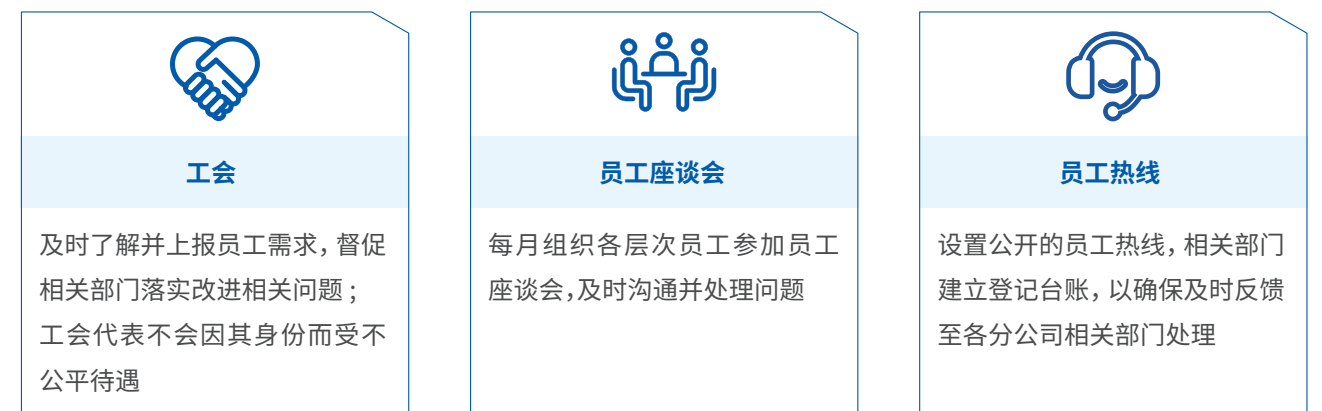 工会
及时了解并上报员工需求，督促
相关部门落实改进相关问题；
工会代表不会因其身份而受不
公平待遇
员工座谈会
每月组织各层次员工参加员工
座谈会，及时沟通并处理问题
员工热线
设置公开的员工热线，相关部门
建立登记台账，以确保及时反馈
至各分公司相关部门处理